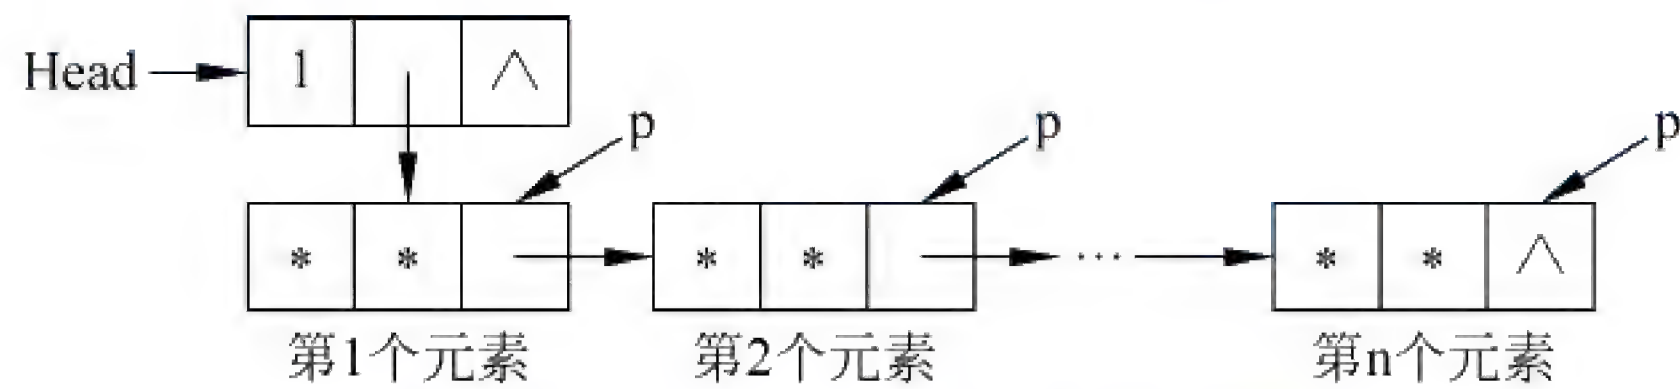 Head 1 ∧
p p p
* * * * ··· * * ∧
第1个元素 第2个元素 第n个元素